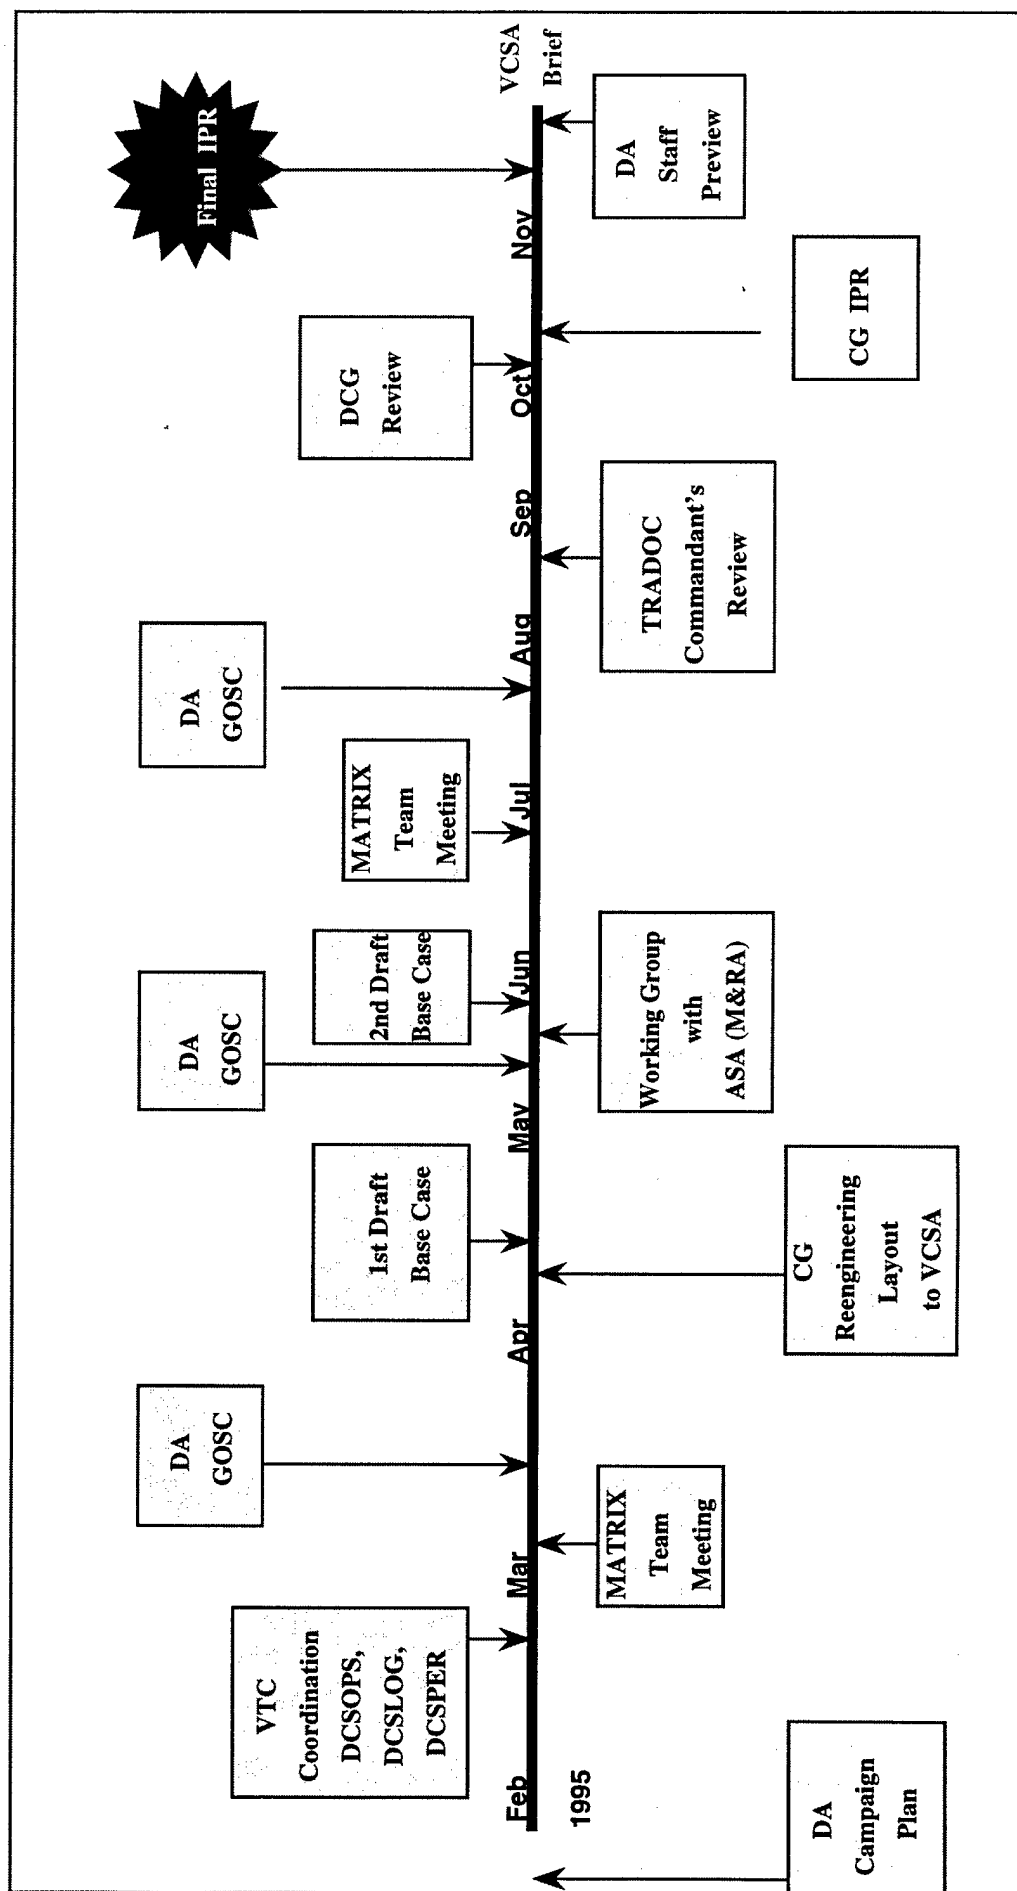 DA
GOSC
DA
GOSC
DA
GOSC
Final IPR
VTC
Coordination
DCSOPS,
DCSLOG,
DCSPER
1st Draft
Base Case
2nd Draft
Base Case
MATRIX
Team
Meeting
DCG
Review
Feb
Mar
Apr
May
Jun
Jul
Aug
Sep
Oct
Nov
VCSA
Brief
1995
MATRIX
Team
Meeting
Working Group
with
ASA (M&RA)
TRADOC
Commandant's
Review
DA
Staff
Preview
DA
Campaign
Plan
CG
Reengineering
Layout
to VCSA
CG IPR